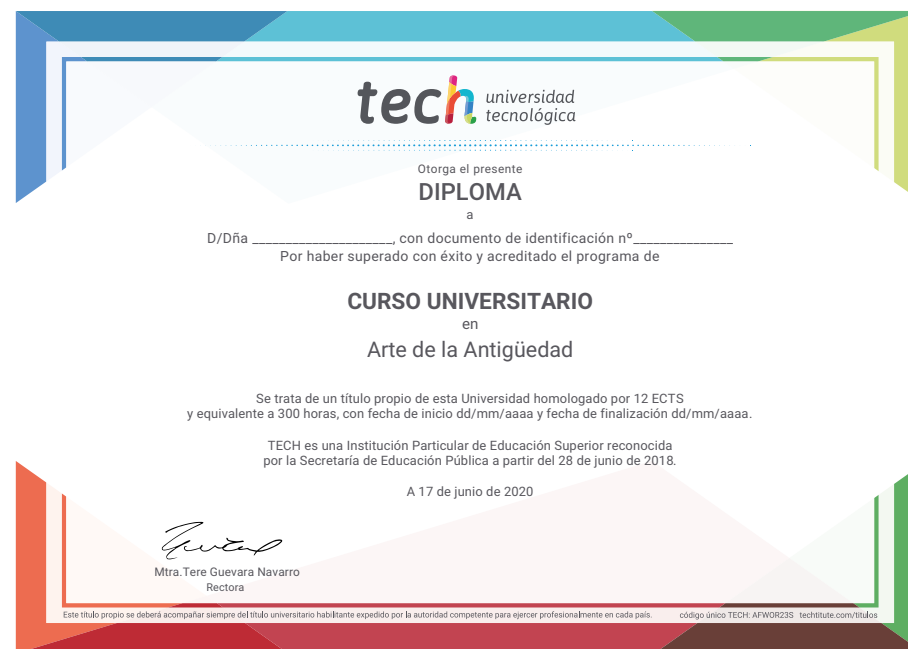 tech universidad
tecnológica
Otorga el presente
DIPLOMA
a
D/Dña ______________________, con documento de identificación nº________________
Por haber superado con éxito y acreditado el programa de
CURSO UNIVERSITARIO
en
Arte de la Antigüedad
Se trata de un título propio de esta Universidad homologado por 12 ECTS
y equivalente a 300 horas, con fecha de inicio dd/mm/aaaa y fecha de finalización dd/mm/aaaa.
TECH es una Institución Particular de Educación Superior reconocida
por la Secretaría de Educación Pública a partir del 28 de junio de 2018.
A 17 de junio de 2020
Mtra.Tere Guevara Navarro
Rectora
Este título propio se deberá acompañar siempre del título universitario habilitante expedido por la autoridad competente para ejercer profesionalmente en cada país. código único TECH: AFWOR23S techtitute.com/titulos